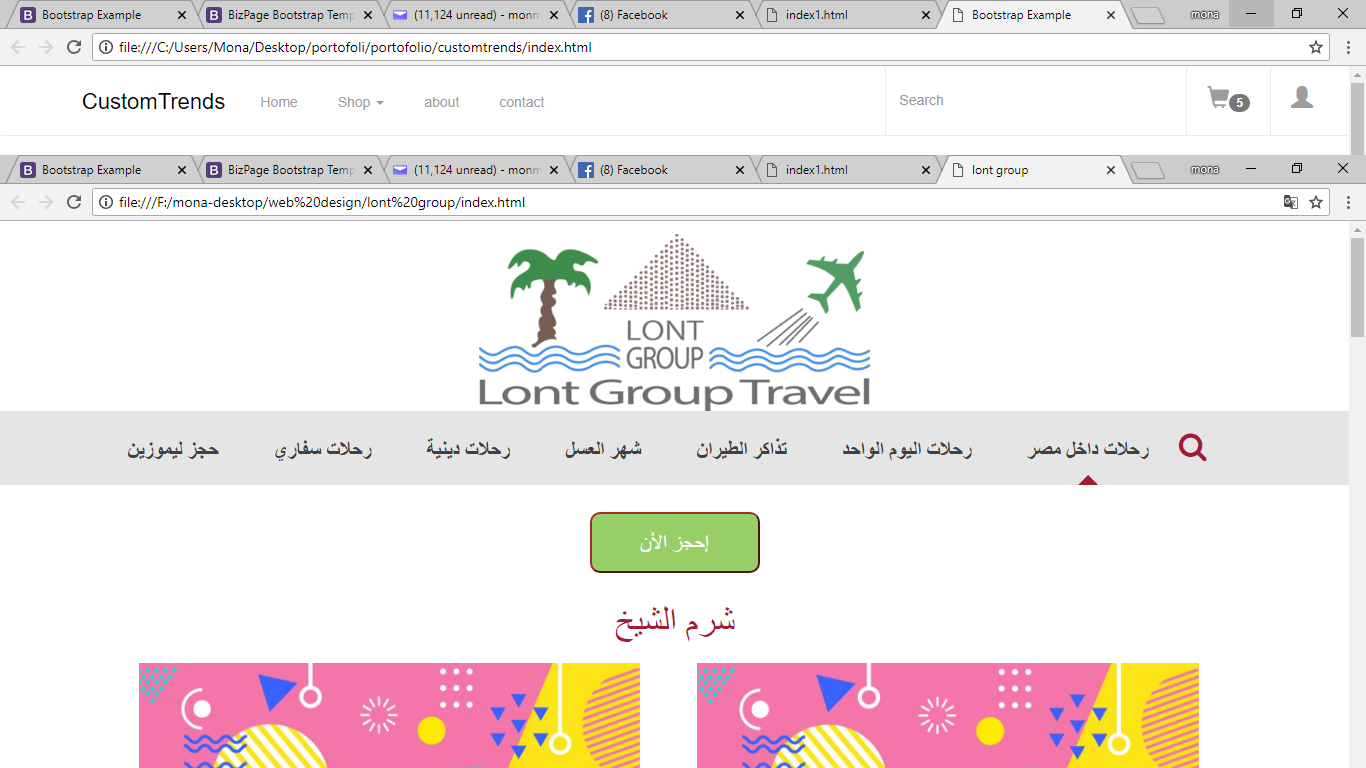 Bootstrap Example BizPage Bootstrap Temp (11,124 unread) - monm (8) Facebook index1.html Bootstrap Example mona
file:///C:/Users/Mona/Desktop/portofoli/portofolio/customtrends/index.html
CustomTrends Home Shop about contact Search 5
Bootstrap Example BizPage Bootstrap Temp (11,124 unread) - monm (8) Facebook index1.html lont group mona
file:///F:/mona-desktop/web%20design/lont%20group/index.html
LONT
GROUP
Lont Group Travel
رحلات داخل مصر رحلات اليوم الواحد تذاكر الطيران شهر العسل رحلات دينية رحلات سفاري حجز ليموزين
إحجز الأن
شرم الشيخ